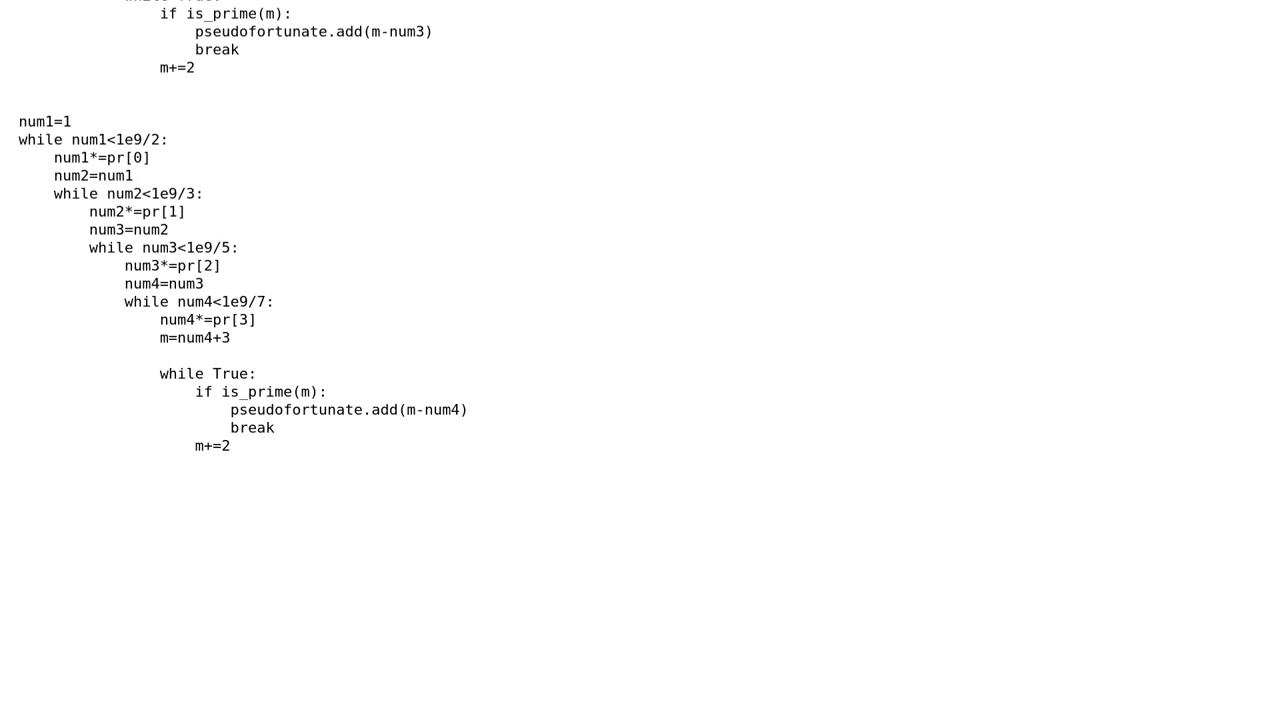 if is_prime(m):
pseudofortunate.add(m-num3)
break
m+=2
num1=1
while num1<1e9/2:
num1*=pr[0]
num2=num1
while num2<1e9/3:
num2*=pr[1]
num3=num2
while num3<1e9/5:
num3*=pr[2]
num4=num3
while num4<1e9/7:
num4*=pr[3]
m=num4+3
while True:
if is_prime(m):
pseudofortunate.add(m-num4)
break
m+=2